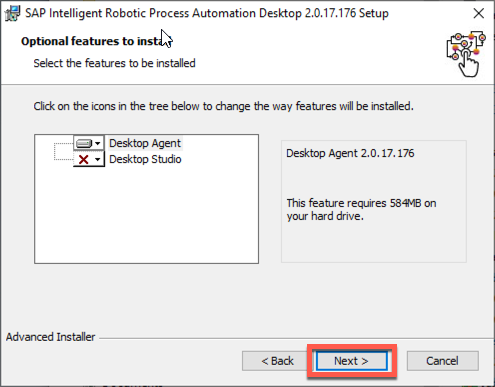 SAP Intelligent Robotic Process Automation Desktop 2.0.17.176 Setup
Optional features to install
Select the features to be installed
Click on the icons in the tree below to change the way features will be installed.
Desktop Agent
Desktop Studio
Desktop Agent 2.0.17.176
This feature requires 584MB on
your hard drive.
Advanced Installer
< Back
Next >
Cancel